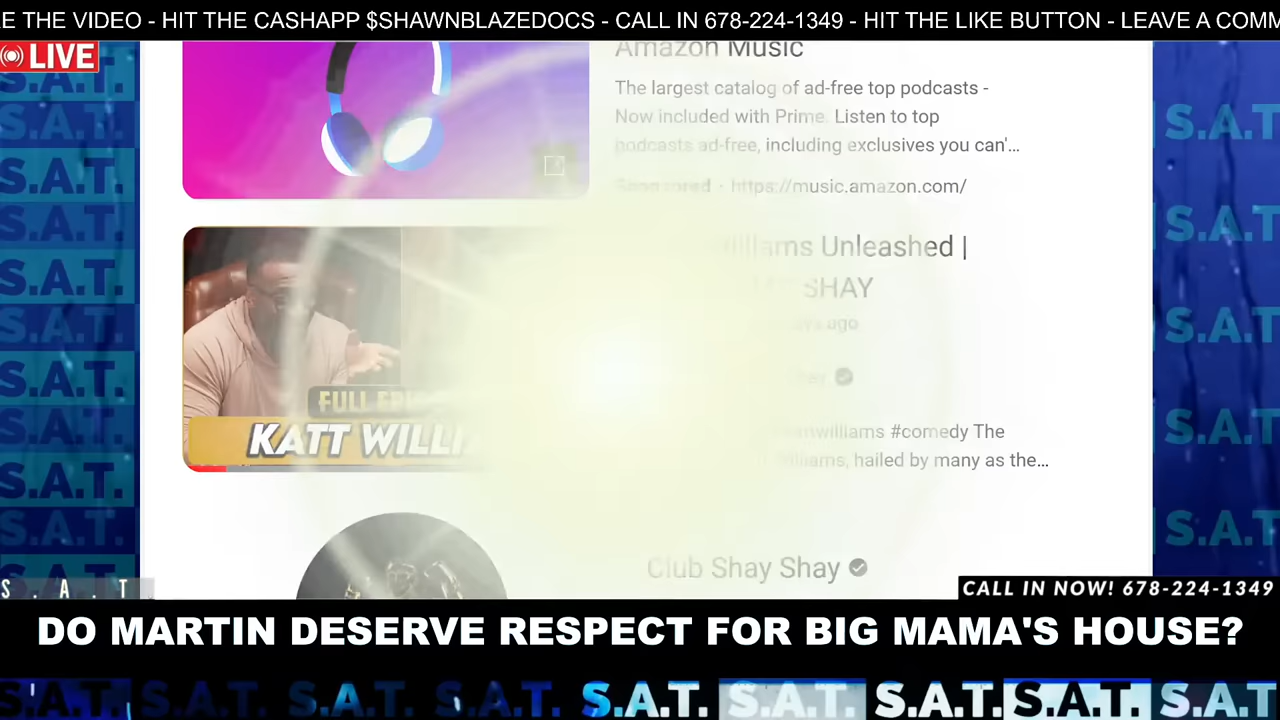 E THE VIDEO - HIT THE CASHAPP $SHAWNBLAZEDOCS - CALL IN 678-224-1349 - HIT THE LIKE BUTTON - LEAVE A COMM
LIVE
Amazon Music
The largest catalog of ad-free top podcasts -
Now included with Prime. Listen to top
podcasts ad-free, including exclusives you can'...
Sponsored · https://music.amazon.com/
Williams Unleashed |
SHAY
ago
FULL
KATT WILLI
#comedy The
Williams, hailed by many as the...
Club Shay Shay
S.A.T.
S.A.T.
S.A.T.
S.A.T.
S.A.T.
S.A.T.
S.A.T.
S.A.T.
S.A.T.
S.A.T.
S.A.T
S.A.T
S.A.T
S.A.T
S.A.T
S . A . T
CALL IN NOW! 678-224-1349
DO MARTIN DESERVE RESPECT FOR BIG MAMA'S HOUSE?
S.A.T. S.A.T. S.A.T. S.A.T. S.A.T. S.A.T. S.A.T. S.A.T. S.A.T